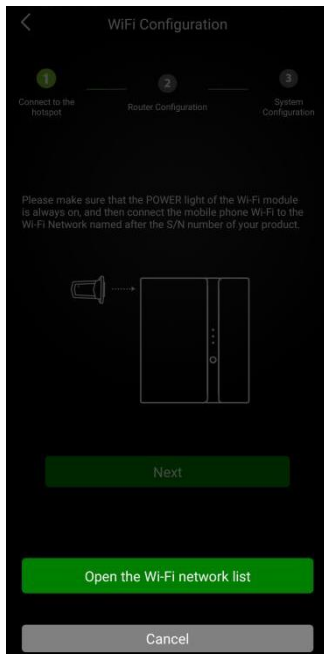 WiFi Configuration
1
2
3
Connect to the
hotspot
Router Configuration
System
Configuration
Please make sure that the POWER light of the Wi-Fi module
is always on, and then connect the mobile phone Wi-Fi to the
Wi-Fi Network named after the S/N number of your product.
Next
Open the Wi-Fi network list
Cancel